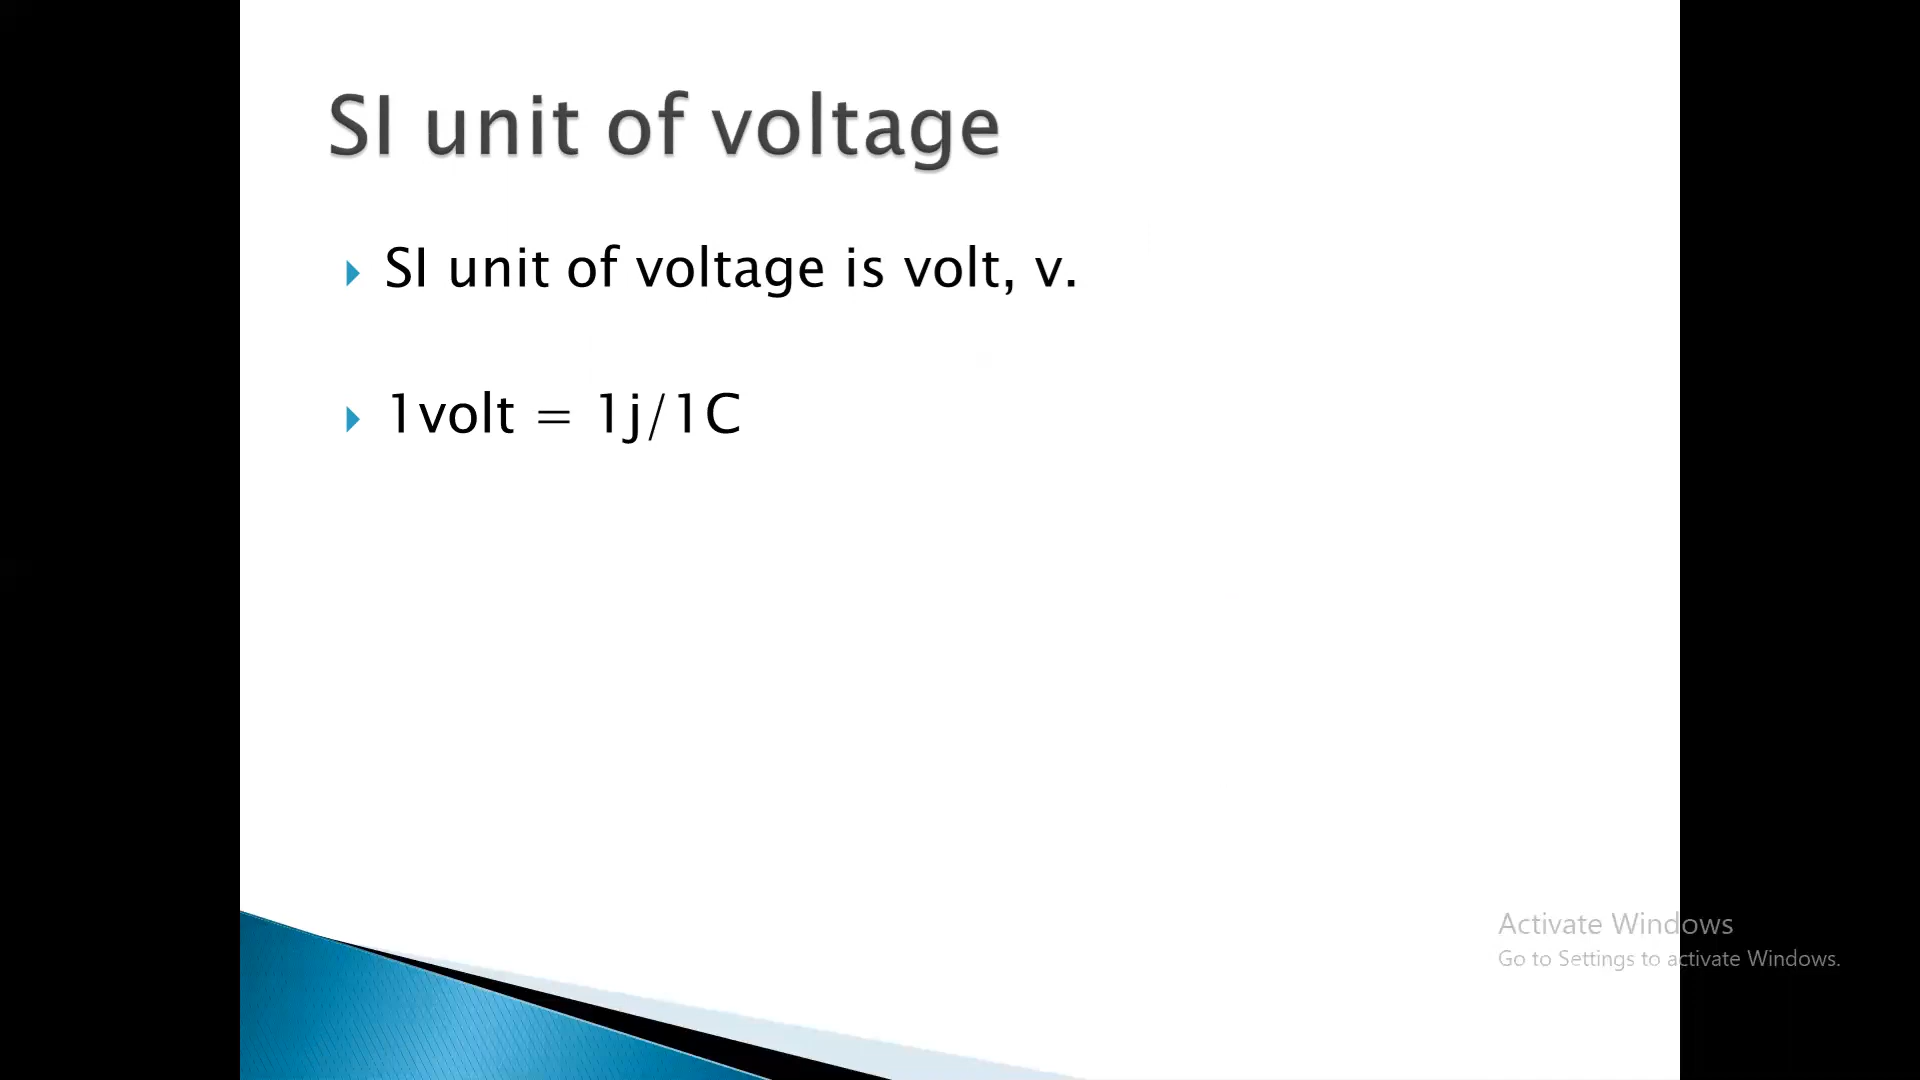 SI unit of voltage
SI unit of voltage is volt, v.
1volt = 1j/1C
Activate Windows
Go to Settings to activate Windows.